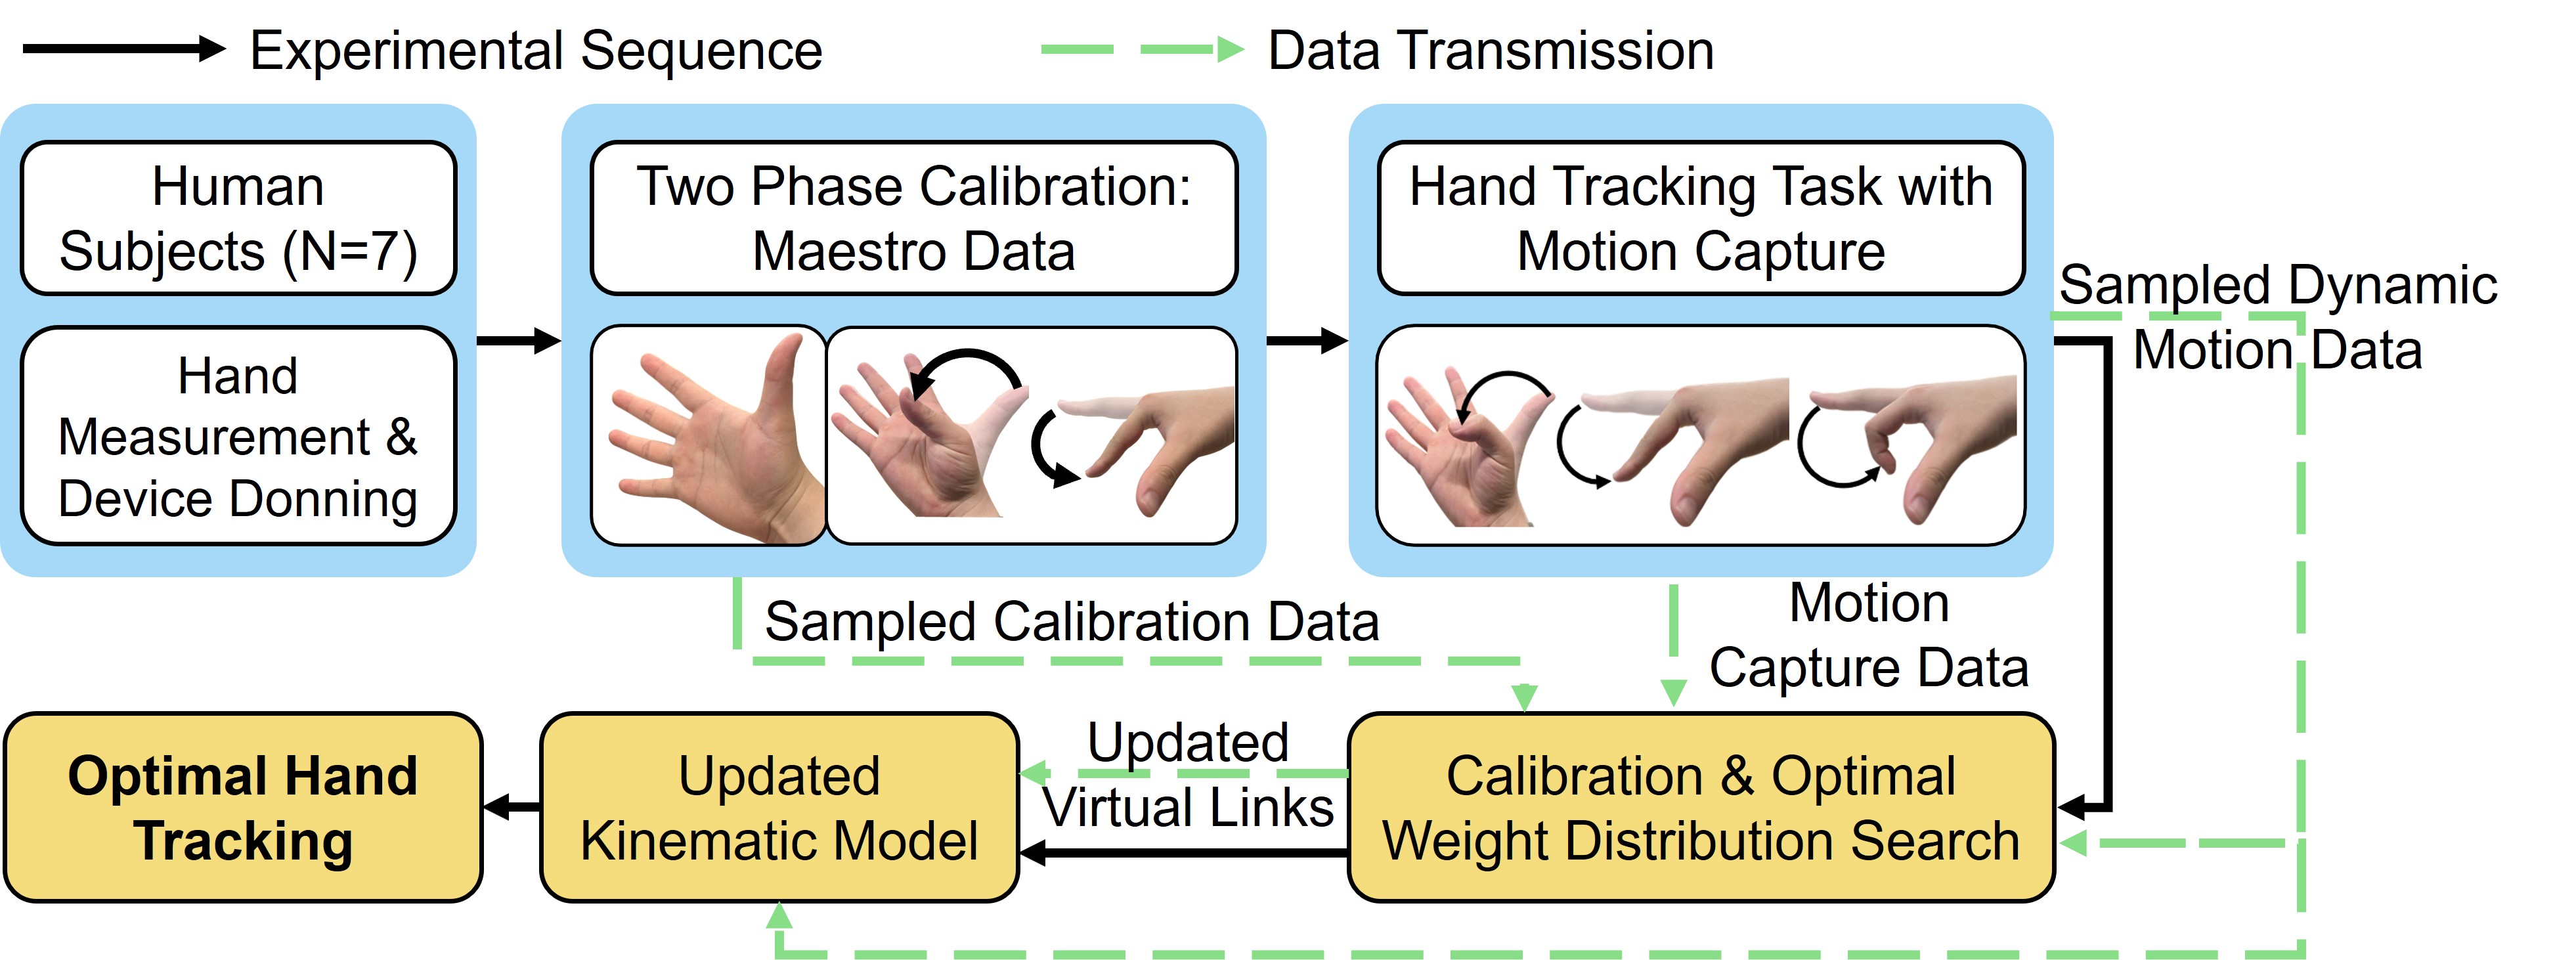 Experimental Sequence
Data Transmission
Human
Subjects (N=7)
Hand
Measurement &
Device Donning
Two Phase Calibration:
Maestro Data
Hand Tracking Task with
Motion Capture
Sampled Dynamic
Motion Data
Sampled Calibration Data
Motion
Capture Data
Optimal Hand
Tracking
Updated
Kinematic Model
Updated
Virtual Links
Calibration & Optimal
Weight Distribution Search